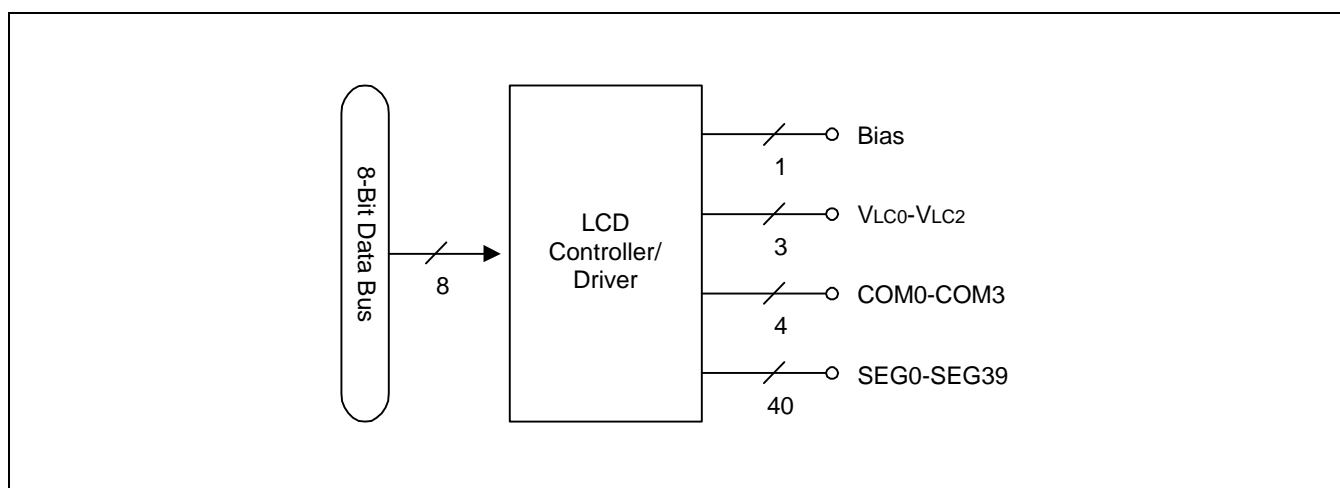 8-Bit Data Bus
8
LCD
Controller/
Driver
Bias
1
VLC0-VLC2
3
COM0-COM3
4
SEG0-SEG39
40